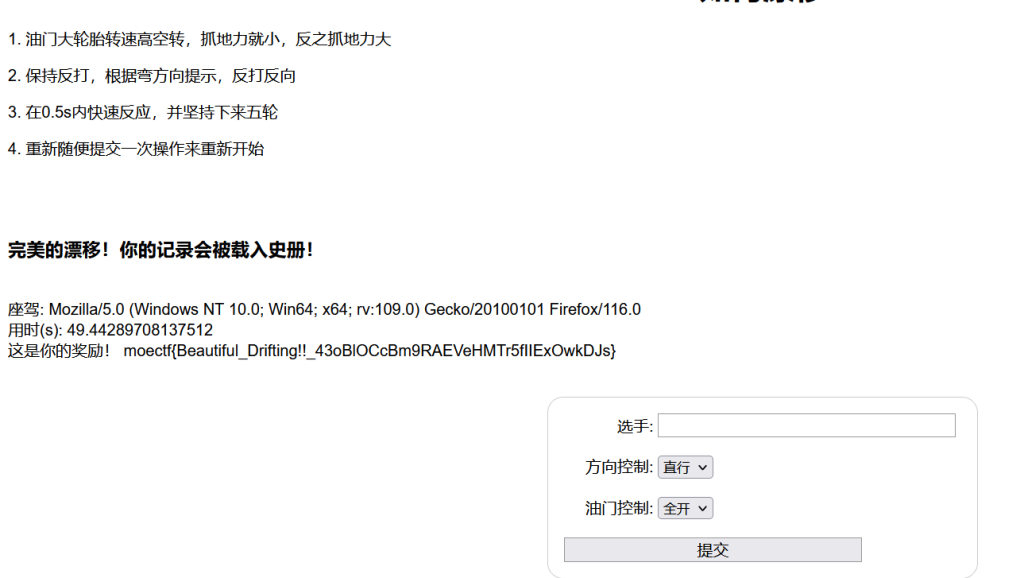 1. 油门大轮胎转速高空转，抓地力就小，反之抓地力大
2. 保持反打，根据弯方向提示，反打反向
3. 在0.5s内快速反应，并坚持下来五轮
4. 重新随便提交一次操作来重新开始
完美的漂移！你的记录会被载入史册！
座驾: Mozilla/5.0 (Windows NT 10.0; Win64; x64; rv:109.0) Gecko/20100101 Firefox/116.0
用时(s): 49.44289708137512
这是你的奖励！ moectf{Beautiful_Drifting!!_43oBlOCcBm9RAEVeHMTr5fIIExOwkDJs}
选手:
方向控制: 直行
油门控制: 全开
提交